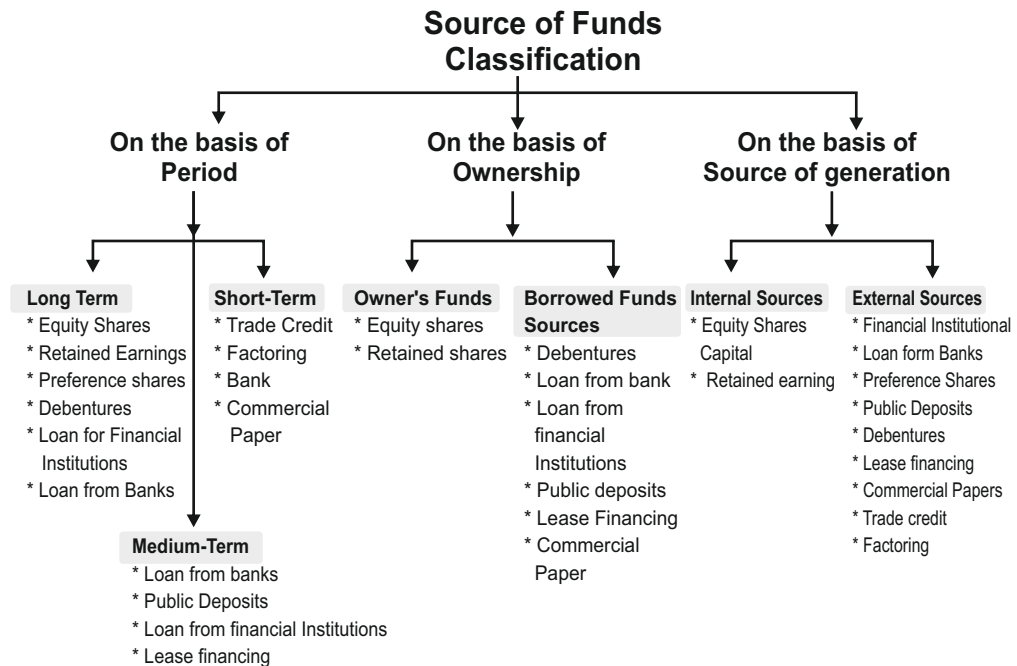 Source of Funds
Classification
On the basis of
Period
On the basis of
Ownership
On the basis of
Source of generation
Long Term
* Equity Shares
* Retained Earnings
* Preference shares
* Debentures
* Loan for Financial
Institutions
* Loan from Banks
Short-Term
* Trade Credit
* Factoring
* Bank
* Commercial
Paper
Medium-Term
* Loan from banks
* Public Deposits
* Loan from financial Institutions
* Lease financing
Owner's Funds
* Equity shares
* Retained shares
Borrowed Funds
Sources
* Debentures
* Loan from bank
* Loan from
financial
Institutions
* Public deposits
* Lease Financing
* Commercial
Paper
Internal Sources
* Equity Shares
Capital
* Retained earning
External Sources
* Financial Institutional
* Loan form Banks
* Preference Shares
* Public Deposits
* Debentures
* Lease financing
* Commercial Papers
* Trade credit
* Factoring